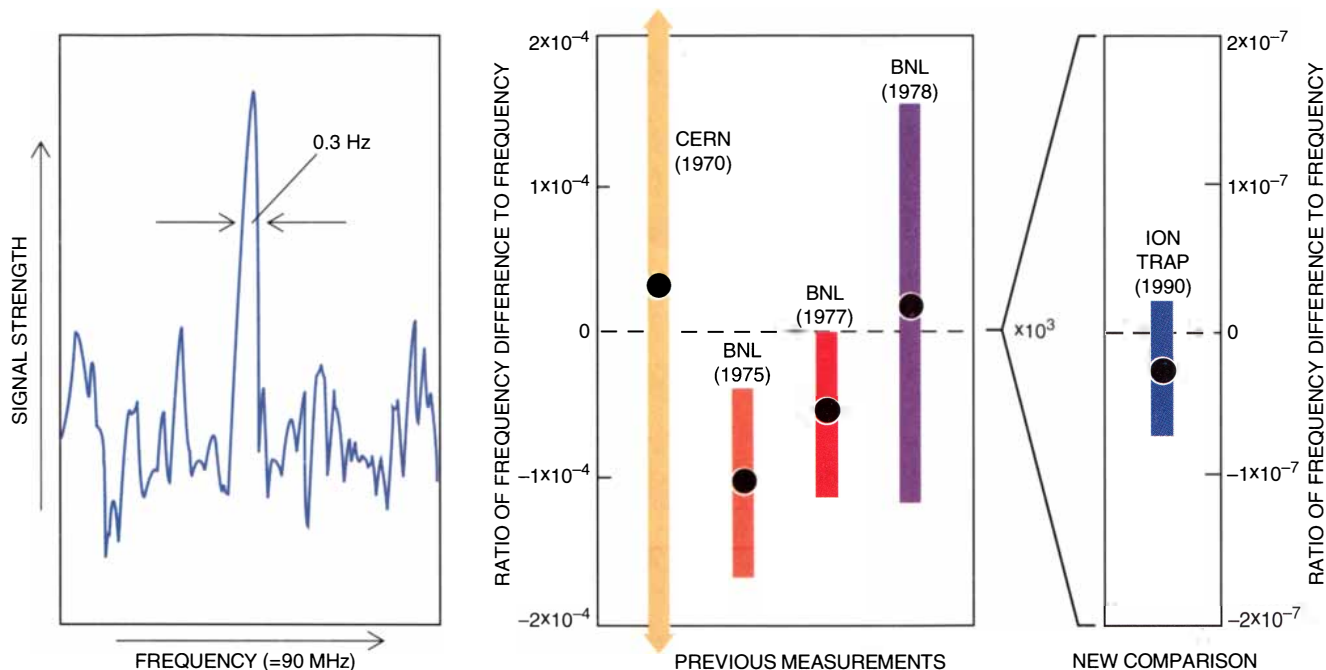 SIGNAL STRENGTH
0.3 Hz
FREQUENCY (=90 MHz)
RATIO OF FREQUENCY DIFFERENCE TO FREQUENCY
2×10⁻⁴
1×10⁻⁴
0
−1×10⁻⁴
−2×10⁻⁴
CERN
(1970)
BNL
(1975)
BNL
(1977)
BNL
(1978)
PREVIOUS MEASUREMENTS
×10³
ION
TRAP
(1990)
2×10⁻⁷
1×10⁻⁷
0
−1×10⁻⁷
−2×10⁻⁷
RATIO OF FREQUENCY DIFFERENCE TO FREQUENCY
NEW COMPARISON